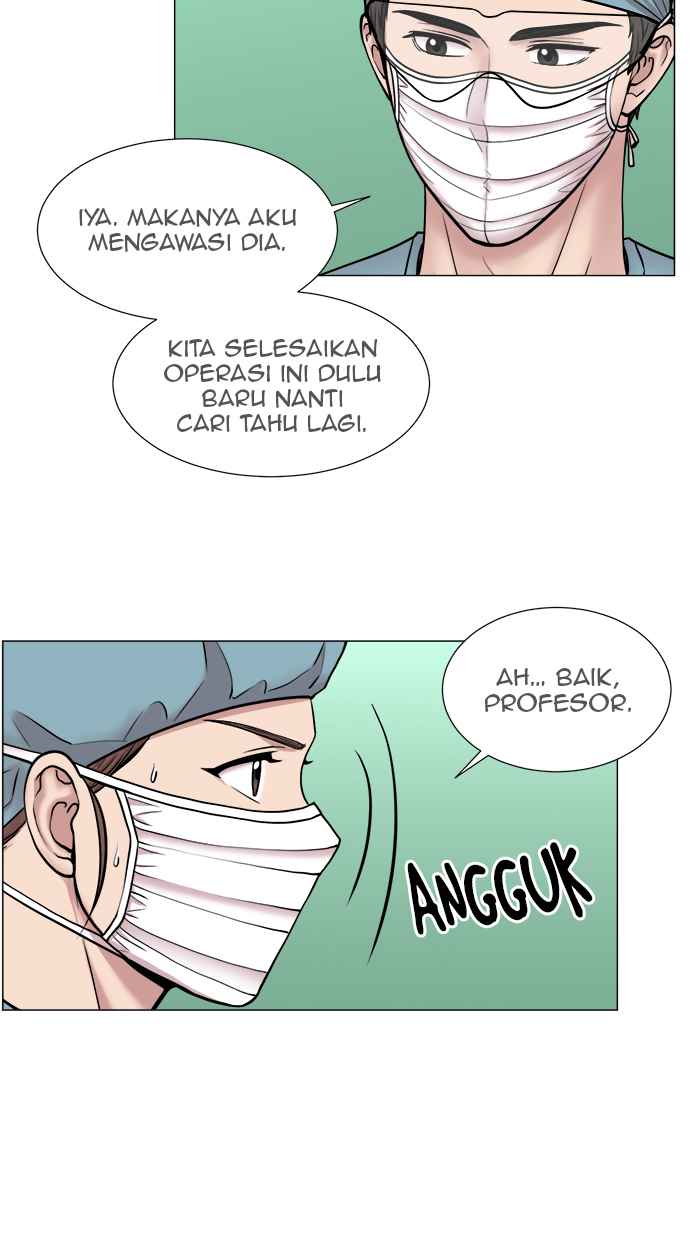 IYA. MAKANYA AKU
MENGAWASI DIA.
KITA SELESAIKAN
OPERASI INI DULU
BARU NANTI
CARI TAHU LAGI.
AH... BAIK,
PROFESOR.
ANGGUK